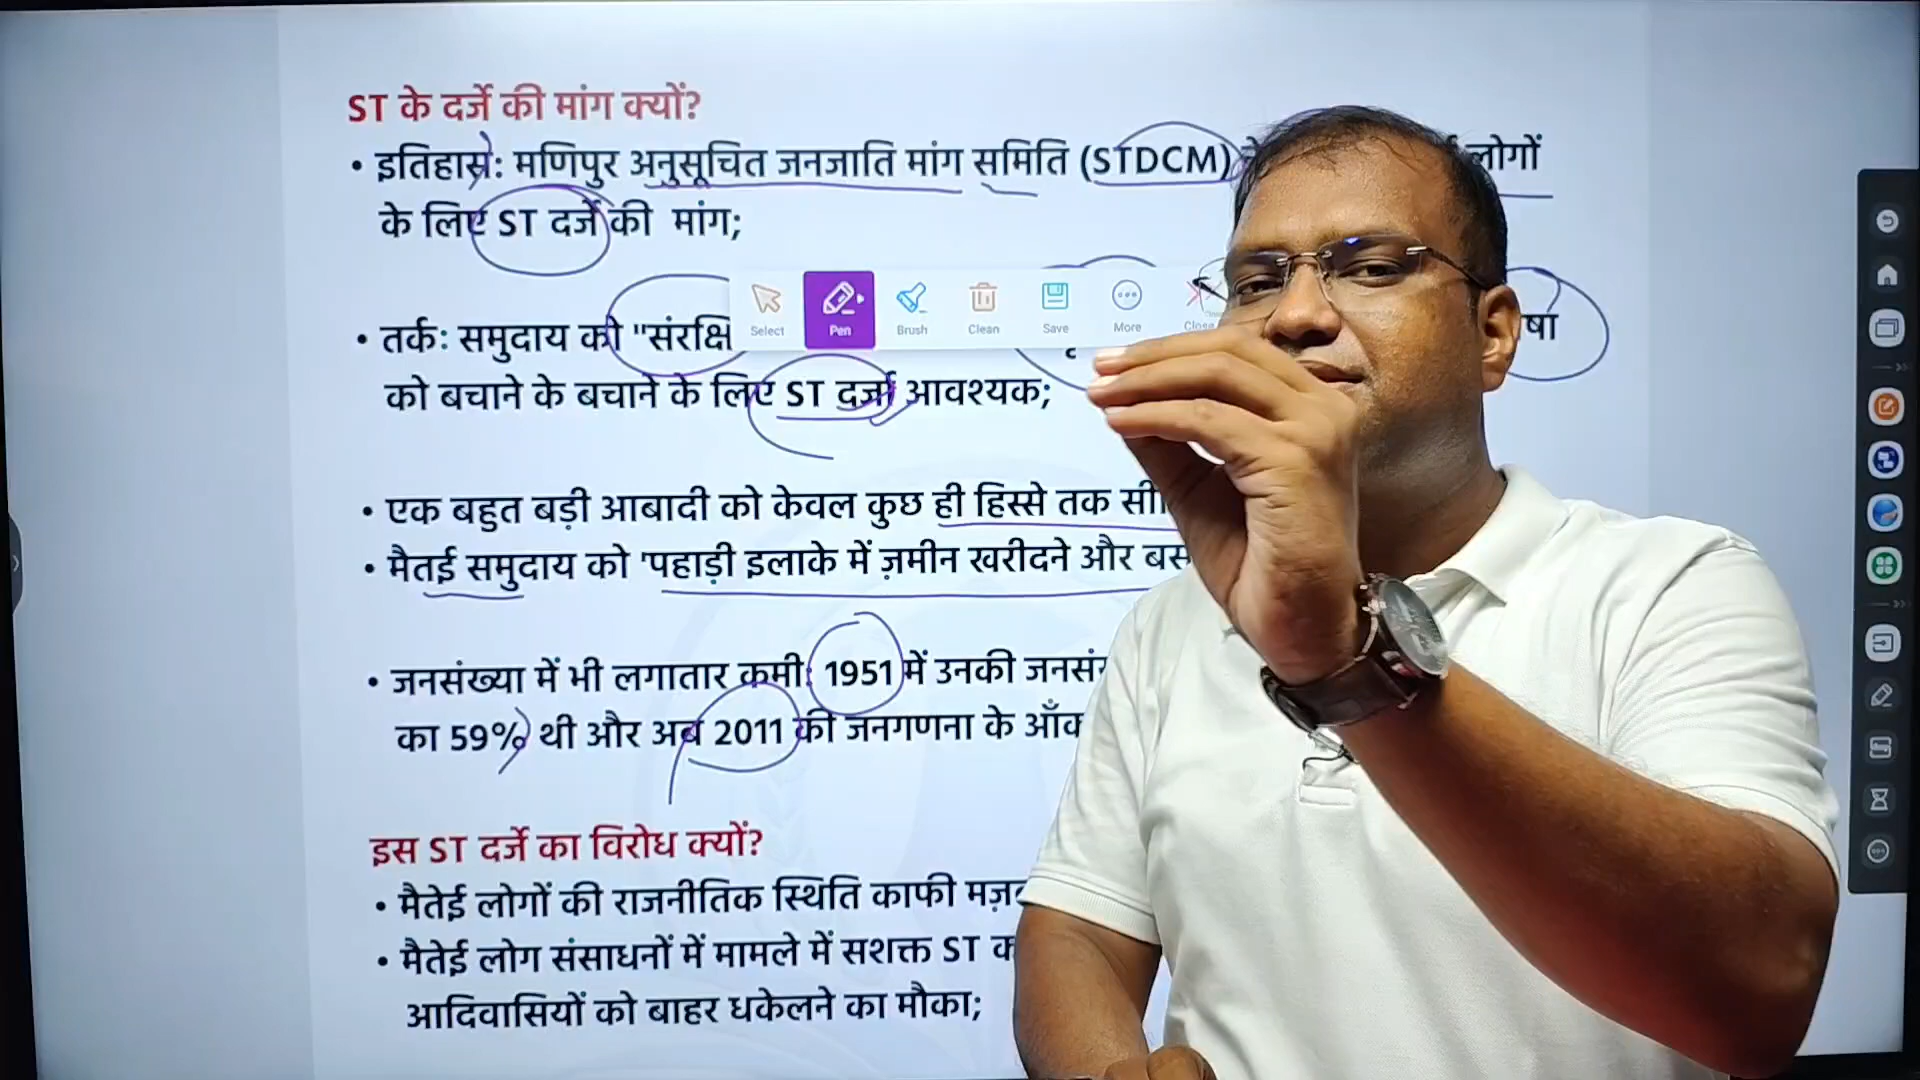 ST के दर्जे की मांग क्यों?
• इतिहास: मणिपुर अनुसूचित जनजाति मांग समिति (STDCM) लोगों
के लिए ST दर्जे की मांग;
Select Pen Brush Clean Save More Close
• तर्क: समुदाय को "संरक्षि षा
को बचाने के बचाने के लिए ST दर्जा आवश्यक;
• एक बहुत बड़ी आबादी को केवल कुछ ही हिस्से तक
• मैतई समुदाय को 'पहाड़ी इलाके में ज़मीन खरीदने और बस
• जनसंख्या में भी लगातार कमी: 1951 में उनकी
का 59% थी और अब 2011 की जनगणना के
इस ST दर्जे का विरोध क्यों?
• मैतेई लोगों की राजनीतिक स्थिति काफी
• मैतेई लोग संसाधनों में मामले में सशक्त ST
आदिवासियों को बाहर धकेलने का मौका;